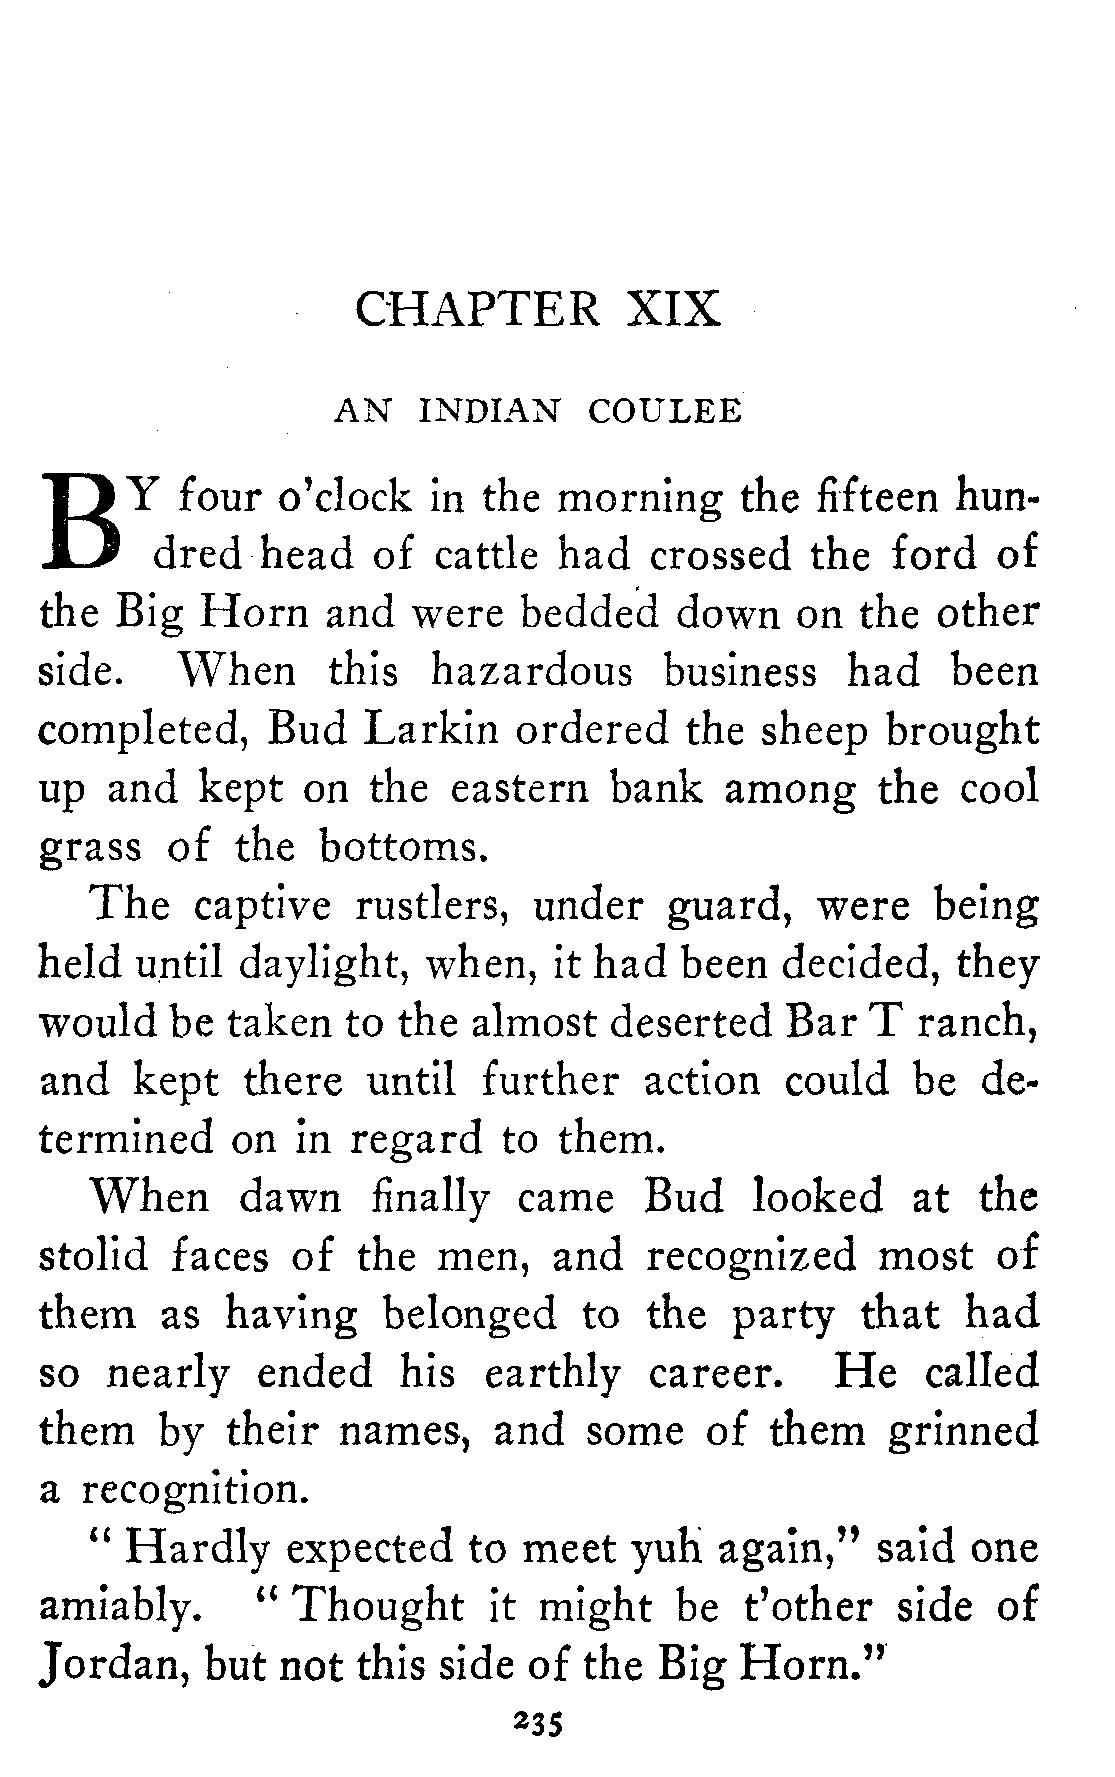 CHAPTER XIX
AN INDIAN COULEE
BY four o'clock in the morning the fifteen hun-
dred head of cattle had crossed the ford of
the Big Horn and were bedded down on the other
side. When this hazardous business had been
completed, Bud Larkin ordered the sheep brought
up and kept on the eastern bank among the cool
grass of the bottoms.
The captive rustlers, under guard, were being
held until daylight, when, it had been decided, they
would be taken to the almost deserted Bar T ranch,
and kept there until further action could be de-
termined on in regard to them.
When dawn finally came Bud looked at the
stolid faces of the men, and recognized most of
them as having belonged to the party that had
so nearly ended his earthly career. He called
them by their names, and some of them grinned
a recognition.
" Hardly expected to meet yuh again," said one
amiably. " Thought it might be t'other side of
Jordan, but not this side of the Big Horn."
235